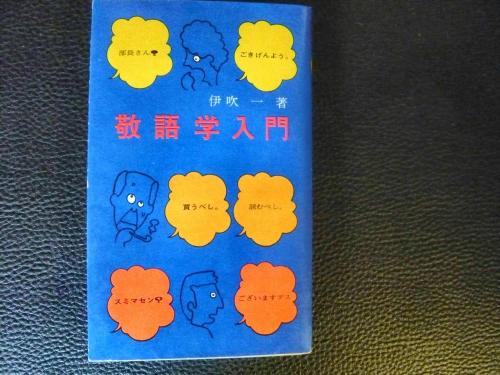 部長さん?
ごきげんよう。
伊吹 一 著
敬語学入門
買うべし。
読むべし。
スミマセン?
ございますデス